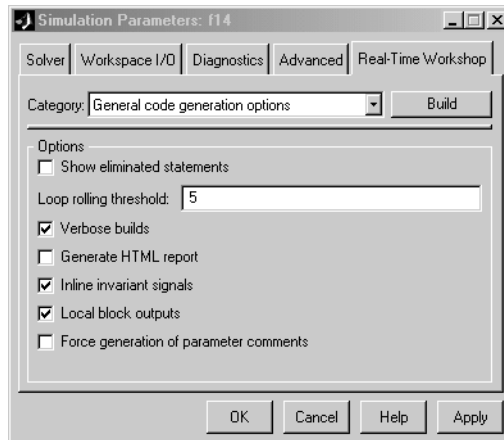 Simulation Parameters: f14
Solver Workspace I/O Diagnostics Advanced Real-Time Workshop
Category: General code generation options Build
Options
Show eliminated statements
Loop rolling threshold: 5
Verbose builds
Generate HTML report
Inline invariant signals
Local block outputs
Force generation of parameter comments
OK Cancel Help Apply